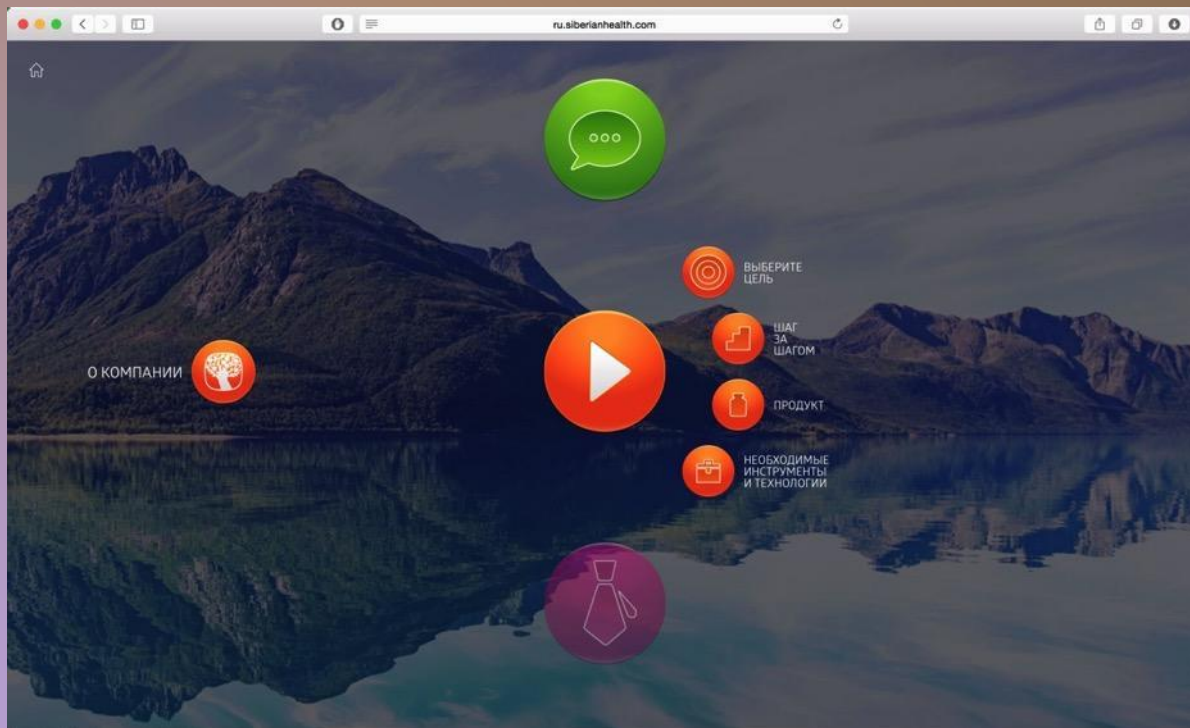 ru.siberianhealth.com
ВЫБЕРИТЕ
ЦЕЛЬ
ШАГ
ЗА
ШАГОМ
О КОМПАНИИ
ПРОДУКТ
НЕОБХОДИМЫЕ
ИНСТРУМЕНТЫ
И ТЕХНОЛОГИИ